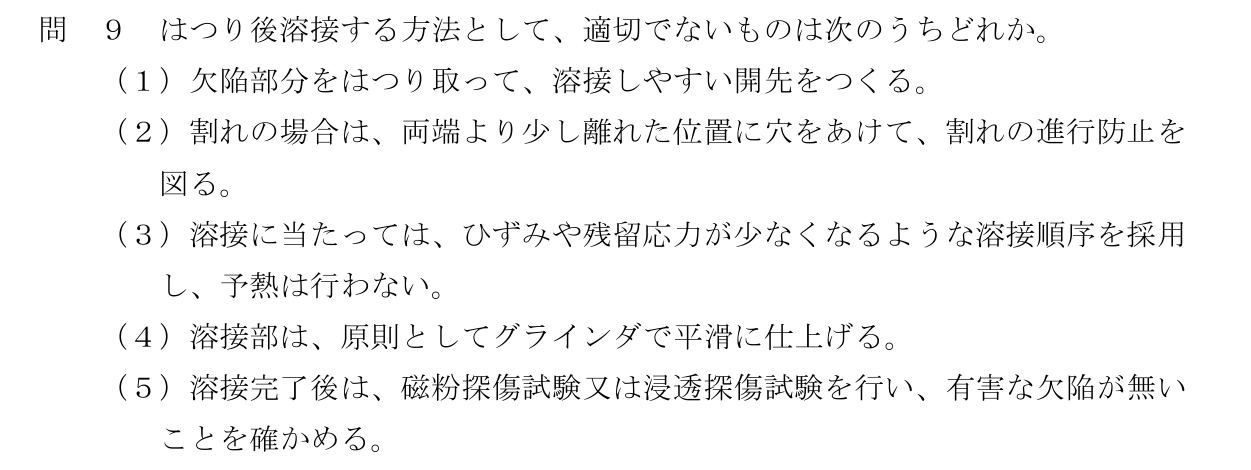 問　９　はつり後溶接する方法として、適切でないものは次のうちどれか。
（１）欠陥部分をはつり取って、溶接しやすい開先をつくる。
（２）割れの場合は、両端より少し離れた位置に穴をあけて、割れの進行防止を
図る。
（３）溶接に当たっては、ひずみや残留応力が少なくなるような溶接順序を採用
し、予熱は行わない。
（４）溶接部は、原則としてグラインダで平滑に仕上げる。
（５）溶接完了後は、磁粉探傷試験又は浸透探傷試験を行い、有害な欠陥が無い
ことを確かめる。